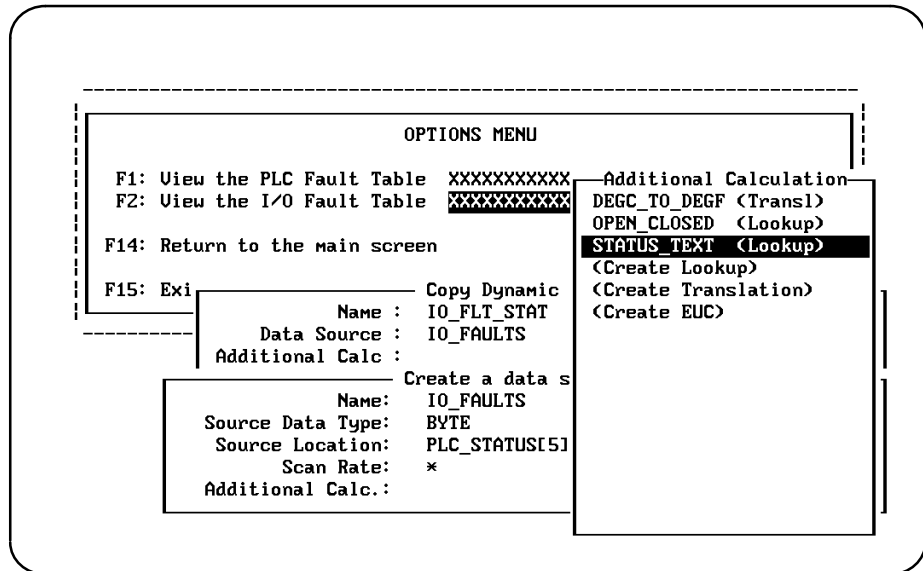 OPTIONS MENU
F1: View the PLC Fault Table XXXXXXXXXXX
F2: View the I/O Fault Table XXXXXXXXXXX
F14: Return to the main screen
F15: Exi
Copy Dynamic
Name : IO_FLT_STAT
Data Source : IO_FAULTS
Additional Calc :
Create a data s
Name: IO_FAULTS
Source Data Type: BYTE
Source Location: PLC_STATUS[5]
Scan Rate: *
Additional Calc.:
Additional Calculation
DEGC_TO_DEGF (Transl)
OPEN_CLOSED (Lookup)
STATUS_TEXT (Lookup)
(Create Lookup)
(Create Translation)
(Create EUC)